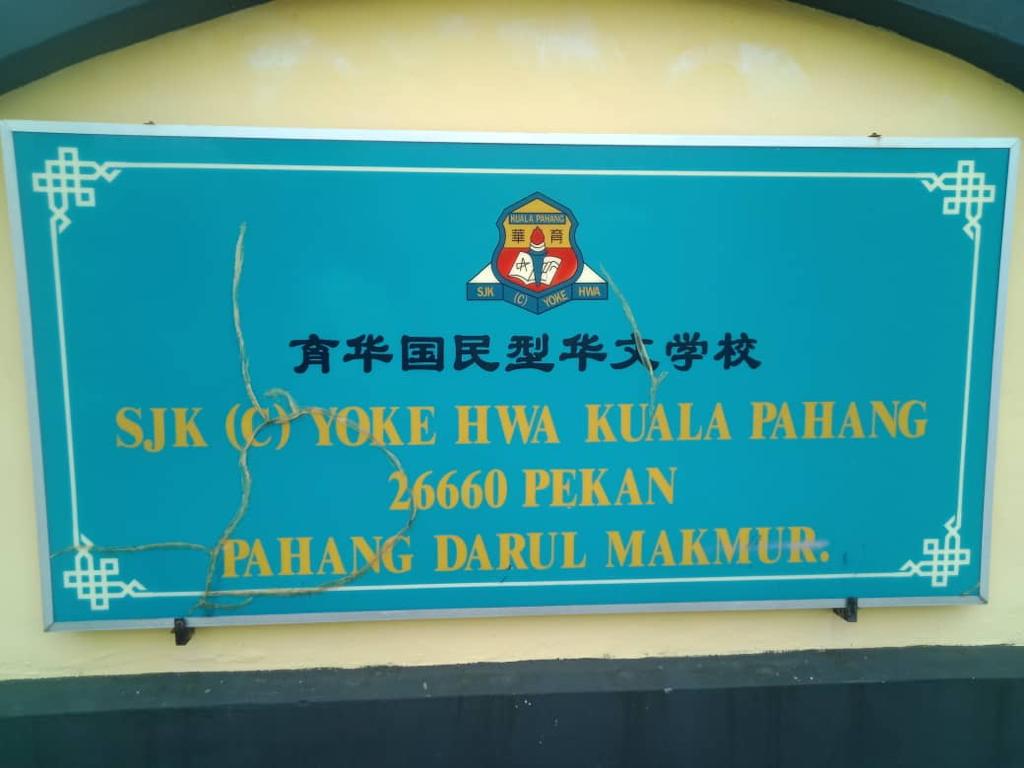 KUALA PAHANG
華 育
SJK (C) YOKE HWA
育华国民型华文学校
SJK (C) YOKE HWA KUALA PAHANG
26660 PEKAN
PAHANG DARUL MAKMUR.